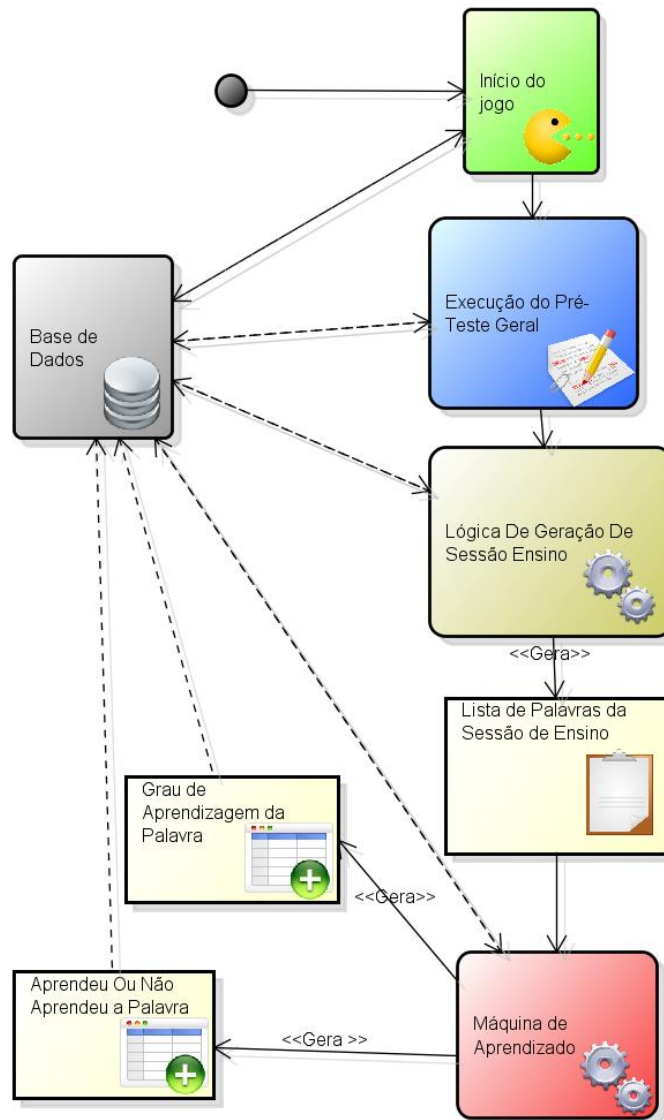 Início do
jogo
Execução do Pré-
Teste Geral
Base de
Dados
Lógica De Geração De
Sessão Ensino
<<Gera>>
Lista de Palavras da
Sessão de Ensino
Grau de
Aprendizagem da
Palavra
<<Gera>>
Aprendeu Ou Não
Aprendeu a Palavra
<<Gera >>
Máquina de
Aprendizado